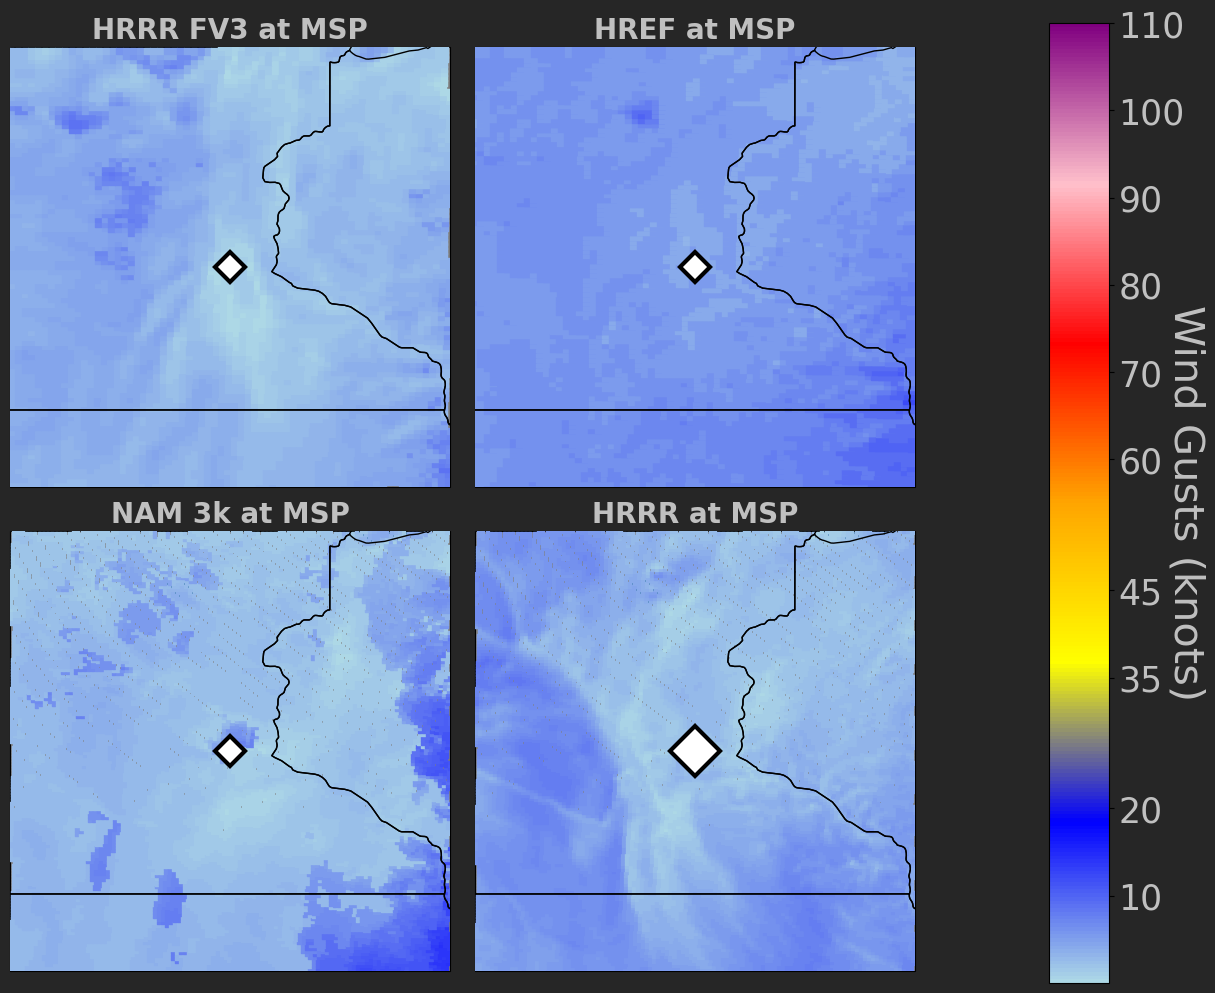 HRRR FV3 at MSP
HREF at MSP
NAM 3k at MSP
HRRR at MSP
110
100
90
80
70
60
45
35
20
10
Wind Gusts (knots)